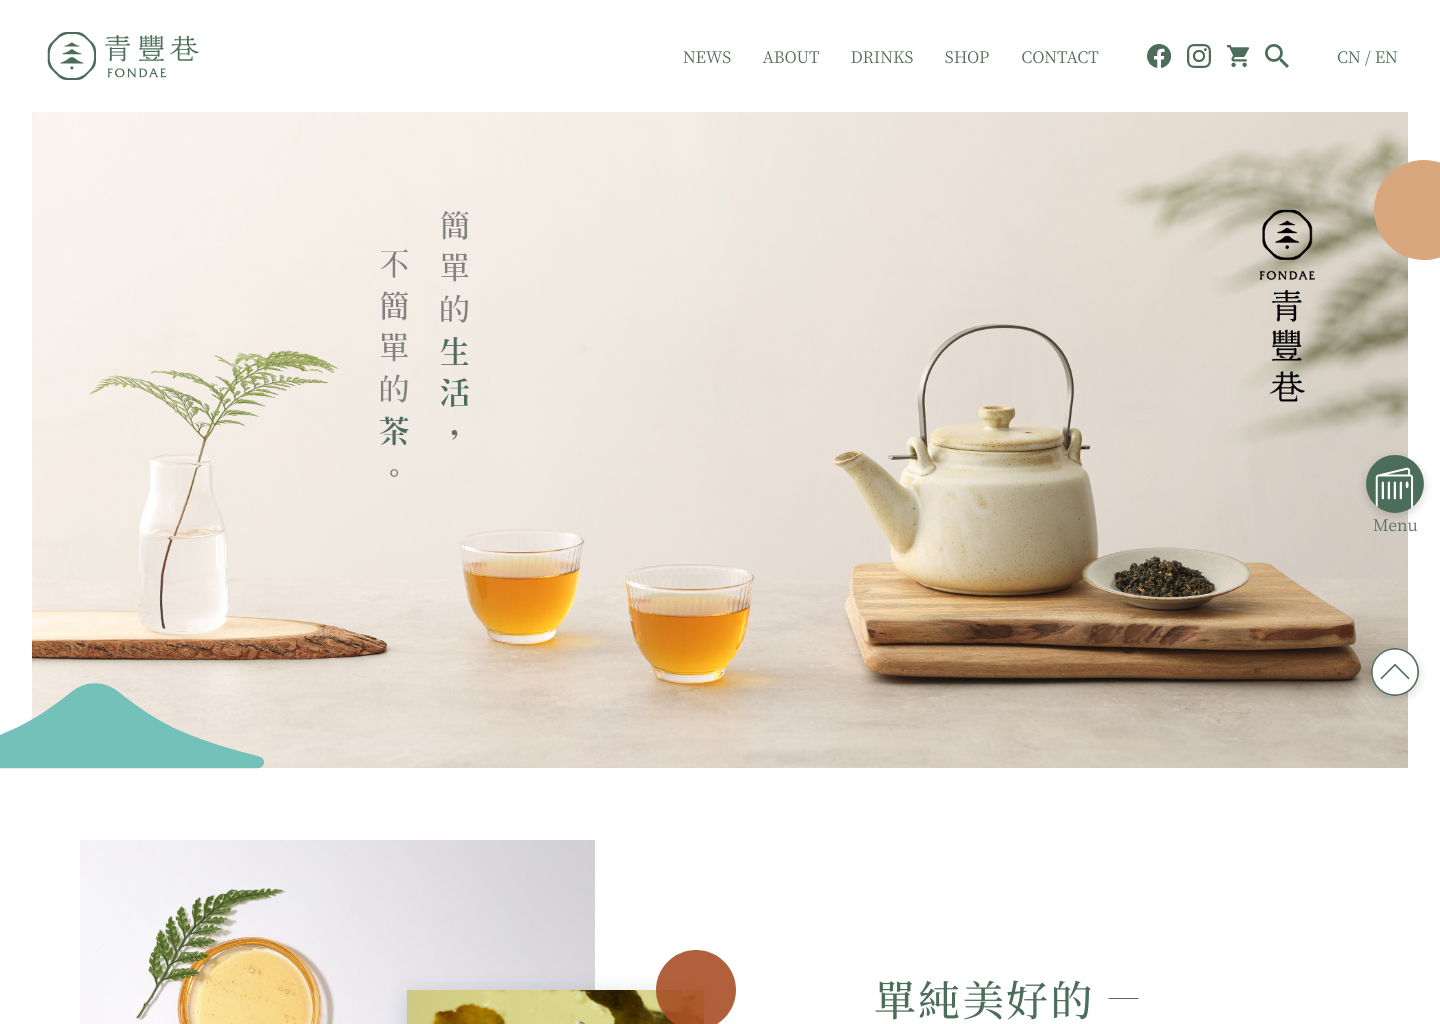 青豐巷
FONDAE
NEWS
ABOUT
DRINKS
SHOP
CONTACT
CN / EN
簡單的生活，
不簡單的茶。
FONDAE
青豐巷
Menu
單純美好的 —